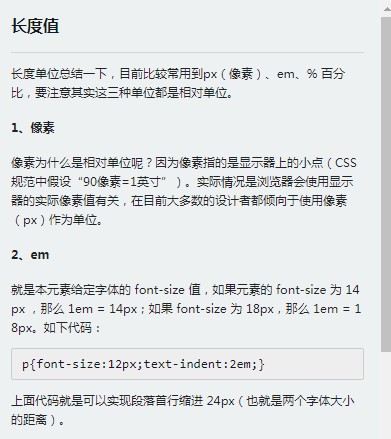 长度值
长度单位总结一下，目前比较常用到px（像素）、em、% 百分
比，要注意其实这三种单位都是相对单位。
1、像素
像素为什么是相对单位呢？因为像素指的是显示器上的小点（CSS
规范中假设“90像素=1英寸”）。实际情况是浏览器会使用显示
器的实际像素值有关，在目前大多数的设计者都倾向于使用像素
（px）作为单位。
2、em
就是本元素给定字体的 font-size 值，如果元素的 font-size 为 14
px ，那么 1em = 14px；如果 font-size 为 18px，那么 1em = 1
8px。如下代码：
p{font-size:12px;text-indent:2em;}
上面代码就是可以实现段落首行缩进 24px（也就是两个字体大小
的距离）。